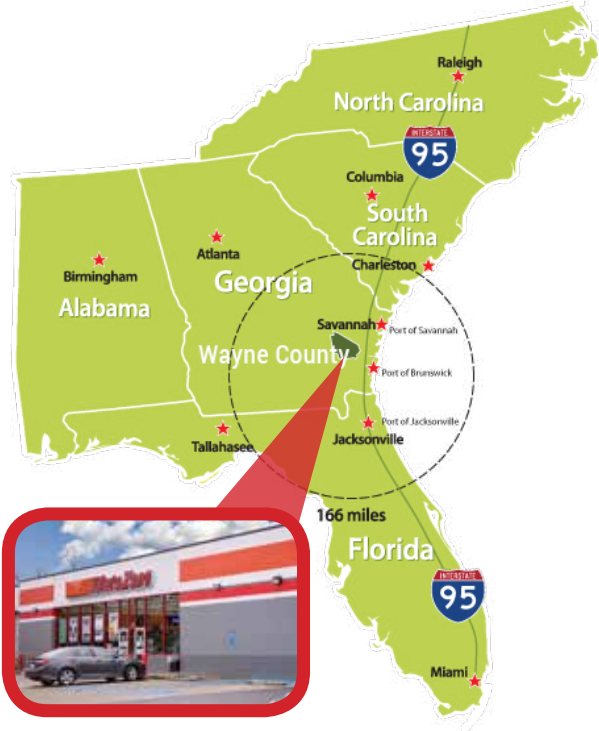 Raleigh
North Carolina
INTERSTATE
95
Columbia
South
Carolina
Atlanta
Charleston
Birmingham
Georgia
Alabama
Savannah
Port of Savannah
Wayne County
Port of Brunswick
Port of Jacksonville
Jacksonville
Tallahasee
166 miles
Florida
INTERSTATE
95
Miami